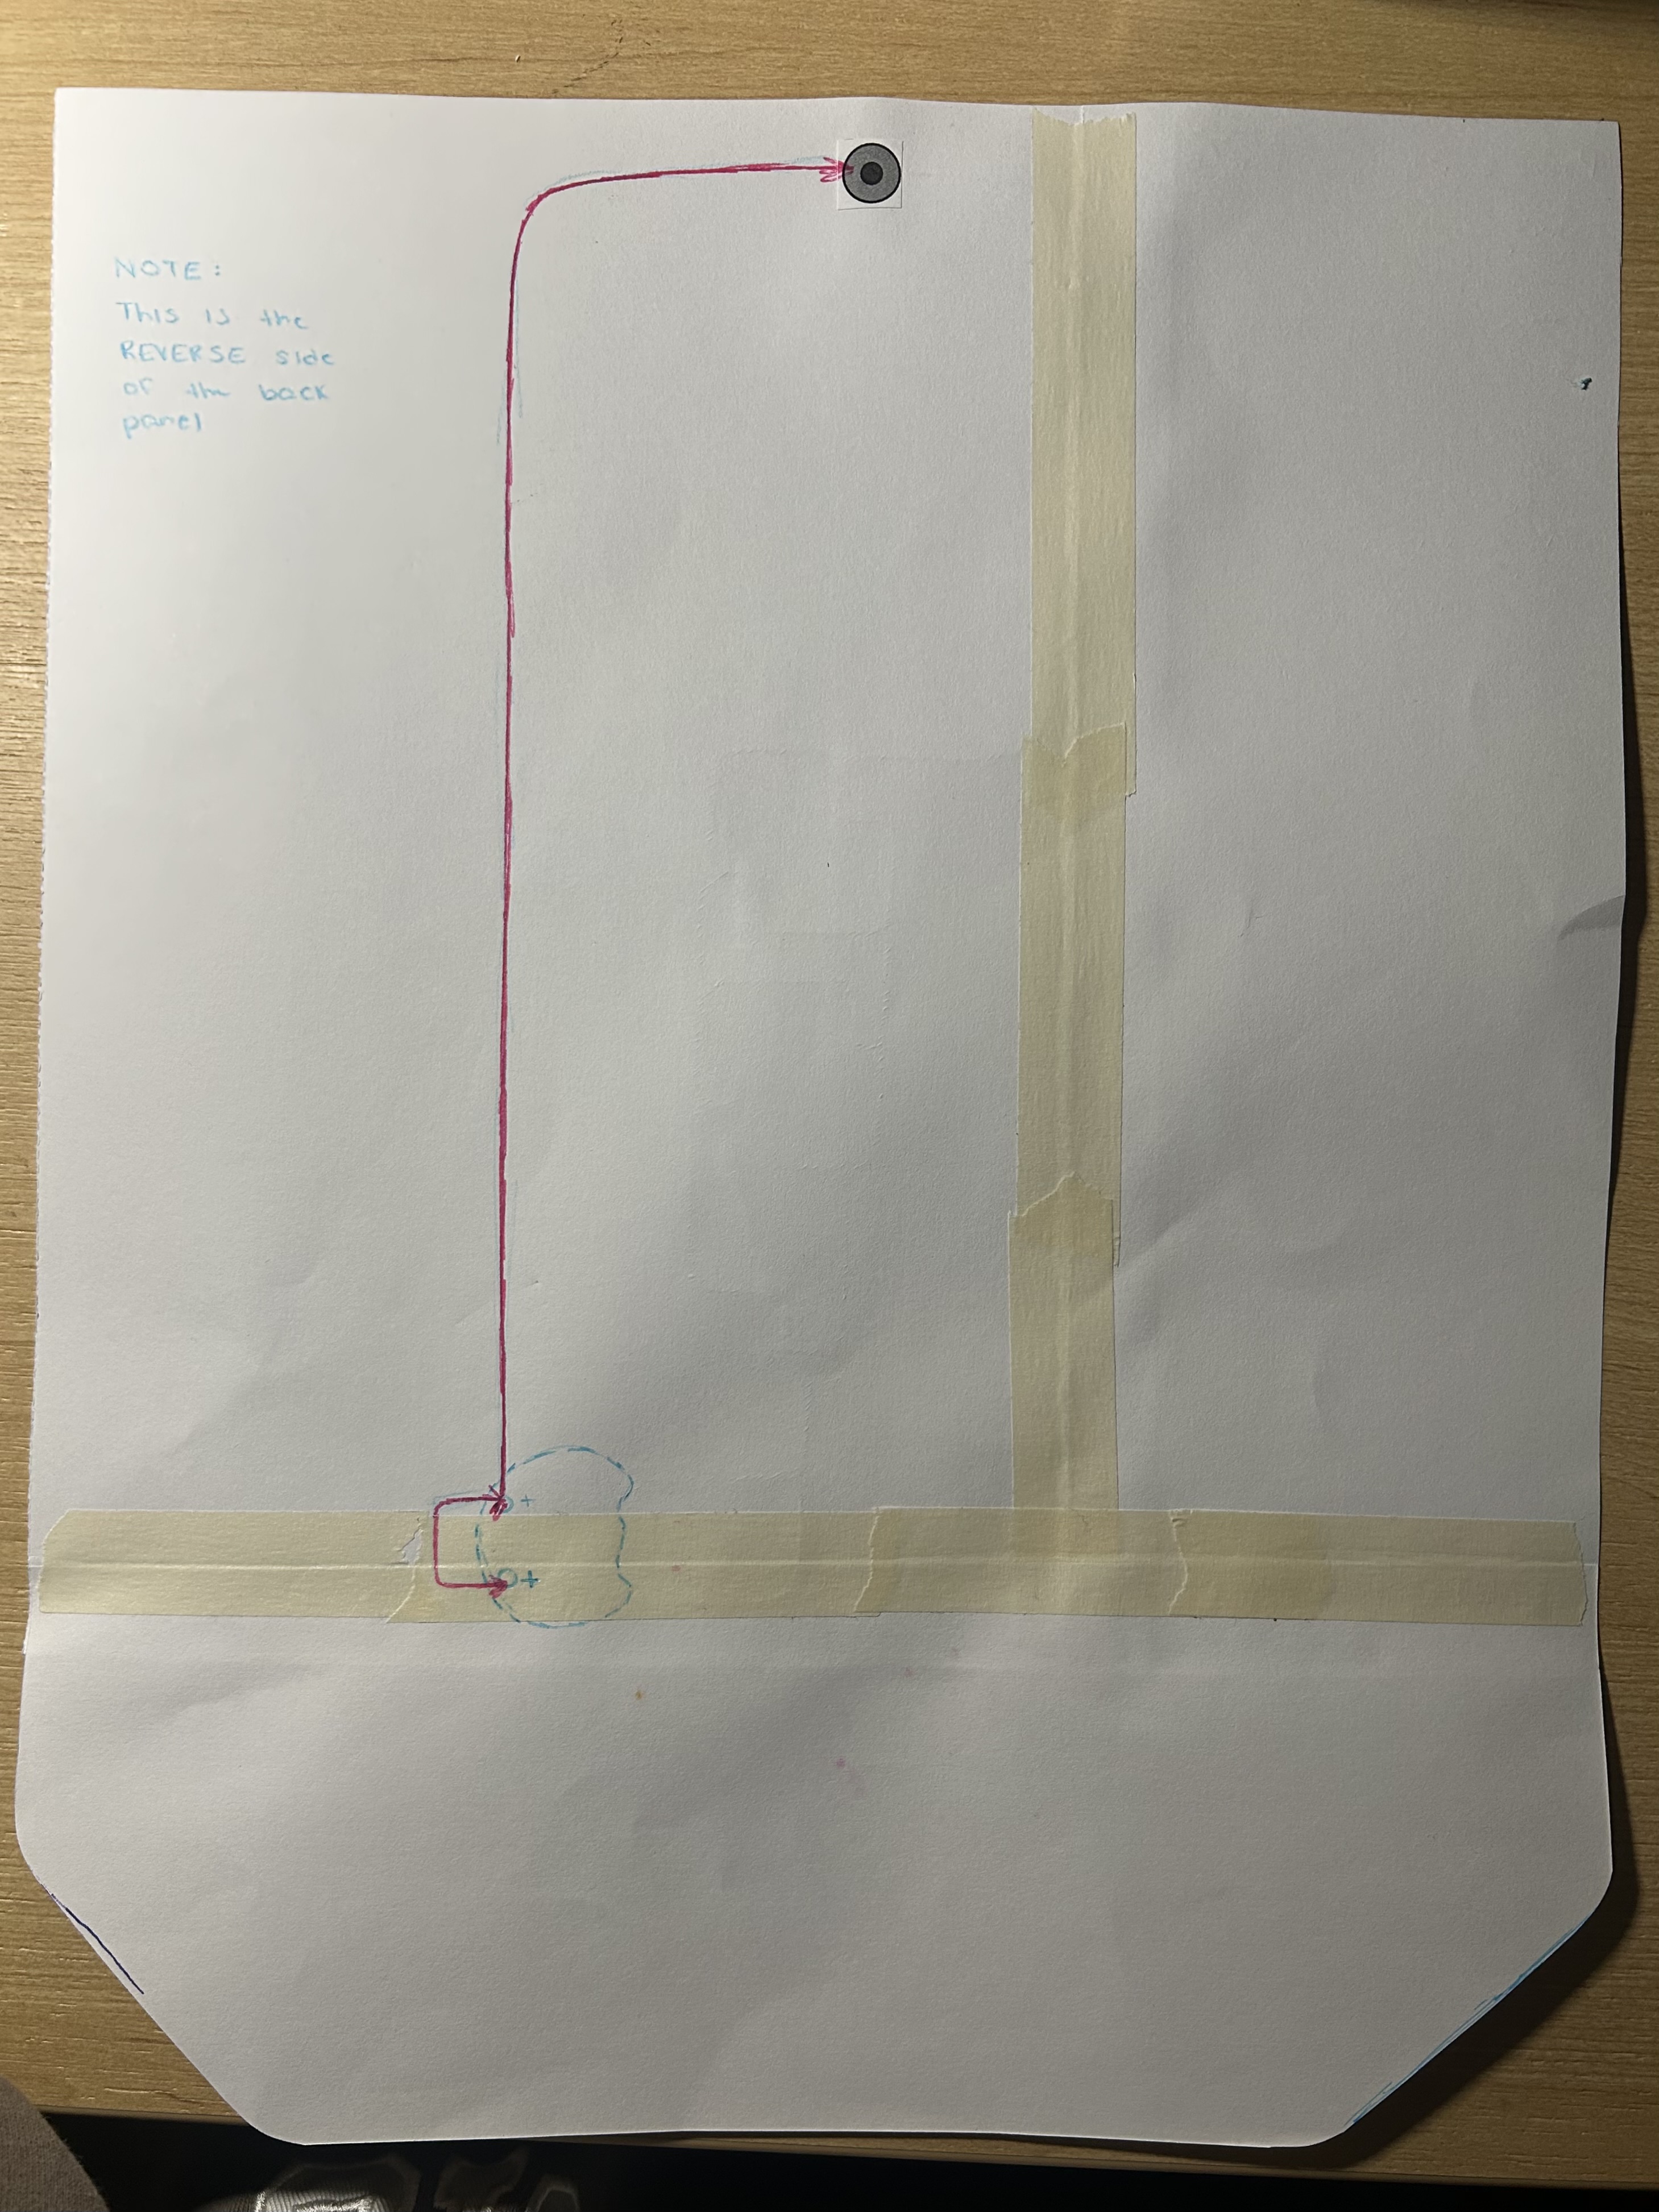 NOTE:
This is the
REVERSE side
of the back
panel
+
+